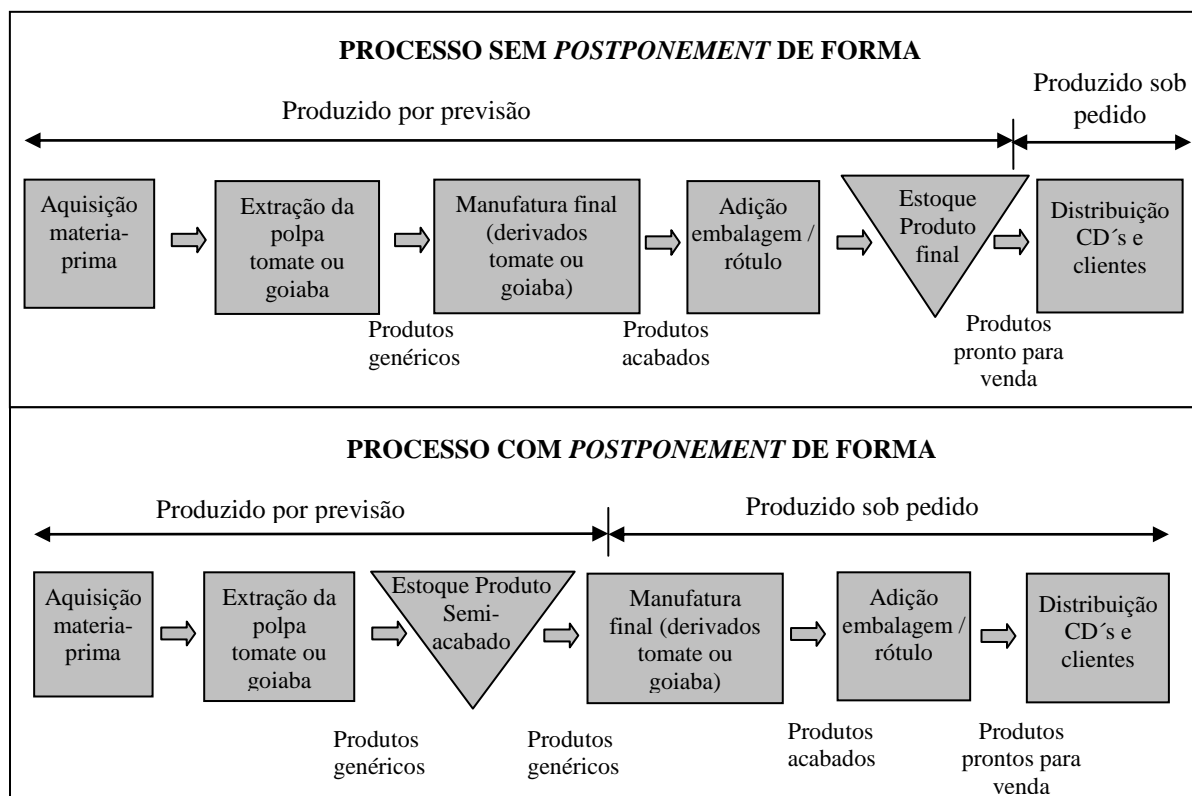 PROCESSO SEM POSTPONEMENT DE FORMA
Produzido por previsão
Produzido sob
pedido
Aquisição
materia-
prima
Extração da
polpa
tomate ou
goiaba
Manufatura final
(derivados
tomate ou
goiaba)
Adição
embalagem /
rótulo
Estoque
Produto
final
Distribuição
CD´s e
clientes
Produtos
genéricos
Produtos
acabados
Produtos
pronto para
venda
PROCESSO COM POSTPONEMENT DE FORMA
Produzido por previsão
Produzido sob pedido
Aquisição
materia-
prima
Extração da
polpa
tomate ou
goiaba
Estoque Produto
Semi-
acabado
Manufatura
final (derivados
tomate ou
goiaba)
Adição
embalagem /
rótulo
Distribuição
CD´s e
clientes
Produtos
genéricos
Produtos
genéricos
Produtos
acabados
Produtos
prontos para
venda